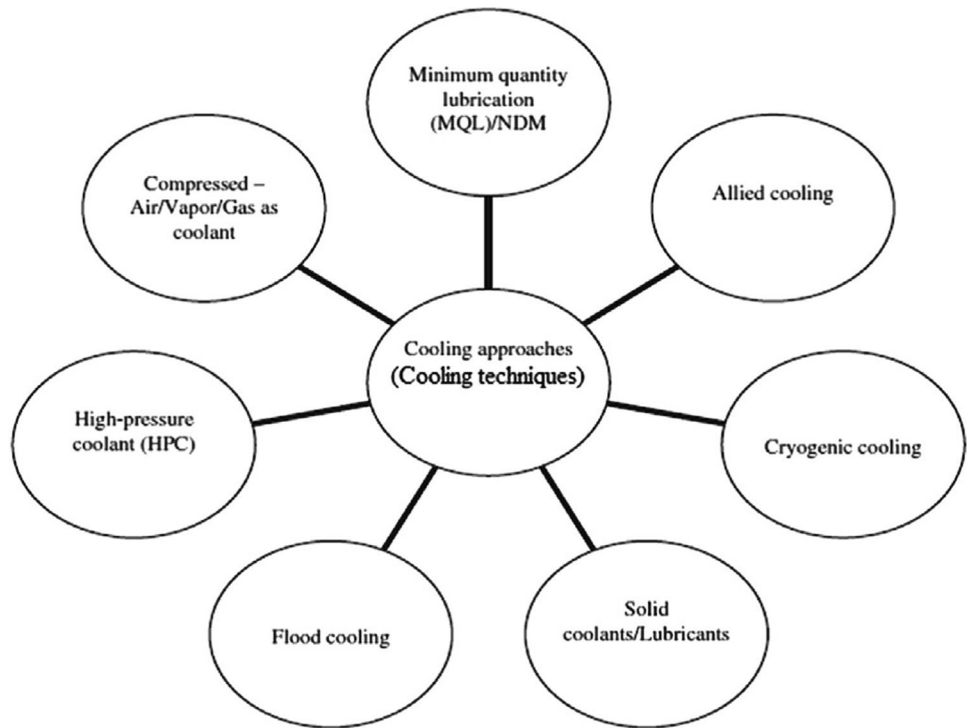 Minimum quantity
lubrication
(MQL)/NDM
Compressed –
Air/Vapor/Gas as
coolant
Allied cooling
Cooling approaches
(Cooling techniques)
High-pressure
coolant (HPC)
Cryogenic cooling
Flood cooling
Solid
coolants/Lubricants